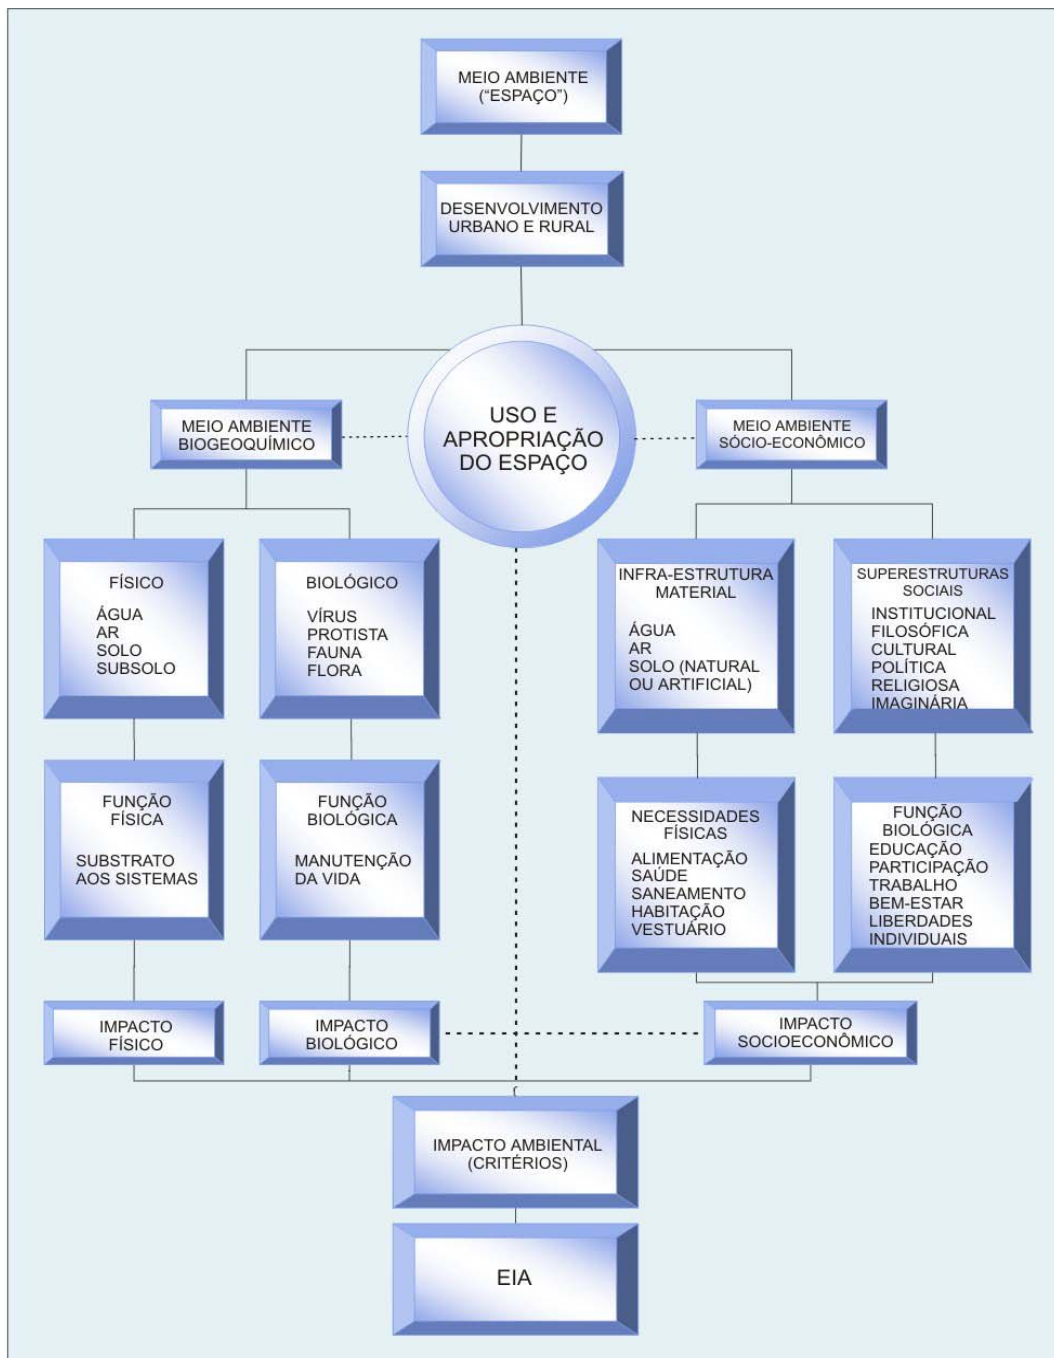 MEIO AMBIENTE
("ESPAÇO")
DESENVOLVIMENTO
URBANO E RURAL
USO E
APROPRIAÇÃO
DO ESPAÇO
MEIO AMBIENTE
BIOGEOQUÍMICO
MEIO AMBIENTE
SÓCIO-ECONÔMICO
FÍSICO
ÁGUA
AR
SOLO
SUBSOLO
BIOLÓGICO
VÍRUS
PROTISTA
FAUNA
FLORA
INFRA-ESTRUTURA
MATERIAL
ÁGUA
AR
SOLO (NATURAL
OU ARTIFICIAL)
SUPERESTRUTURAS
SOCIAIS
INSTITUCIONAL
FILOSÓFICA
CULTURAL
POLÍTICA
RELIGIOSA
IMAGINÁRIA
FUNÇÃO
FÍSICA
SUBSTRATO
AOS SISTEMAS
FUNÇÃO
BIOLÓGICA
MANUTENÇÃO
DA VIDA
NECESSIDADES
FÍSICAS
ALIMENTAÇÃO
SAÚDE
SANEAMENTO
HABITAÇÃO
VESTUÁRIO
FUNÇÃO
BIOLÓGICA
EDUCAÇÃO
PARTICIPAÇÃO
TRABALHO
BEM-ESTAR
LIBERDADES
INDIVIDUAIS
IMPACTO
FÍSICO
IMPACTO
BIOLÓGICO
IMPACTO
SOCIOECONÔMICO
IMPACTO AMBIENTAL
(CRITÉRIOS)
EIA